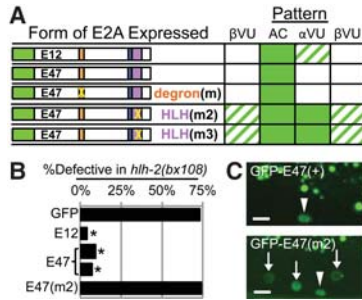 A
Form of E2A Expressed
Pattern
βVU AC αVU
E12
E47
E47 degron(m)
E47 HLH(m2)
E47 HLH(m3)
B
%Defective in hlh-2(bx108)
0% 25% 50% 75%
GFP
E12 *
E47 * *
E47(m2)
C
GFP-E47(+)
GFP-E47(m2)